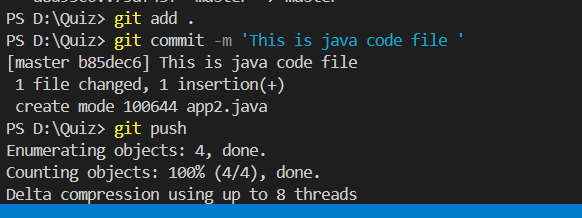 PS D:\Quiz> git add .
PS D:\Quiz> git commit -m 'This is java code file '
[master b85dec6] This is java code file
1 file changed, 1 insertion(+)
create mode 100644 app2.java
PS D:\Quiz> git push
Enumerating objects: 4, done.
Counting objects: 100% (4/4), done.
Delta compression using up to 8 threads